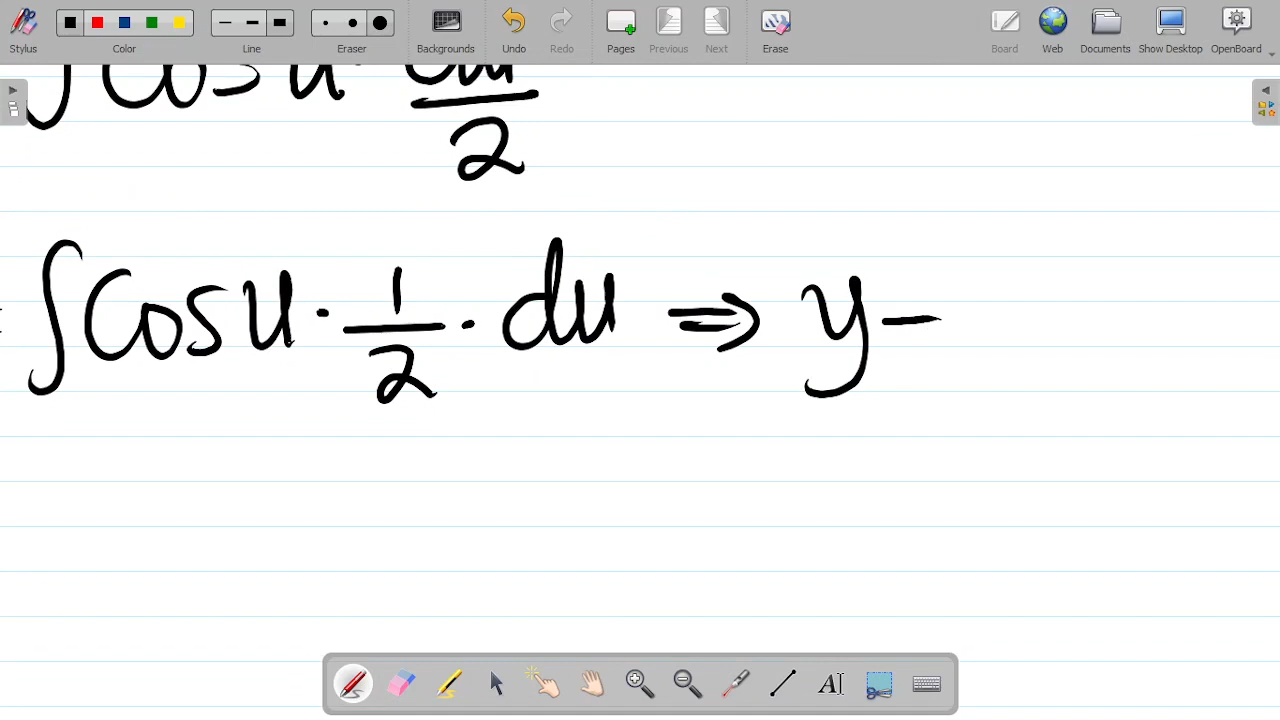 Stylus Color Line Eraser Backgrounds Undo Redo Pages Previous Next Erase Board Web Documents Show Desktop OpenBoard
∫ cos u · du/2
∫ cos u · 1/2 · du ⇒ y –